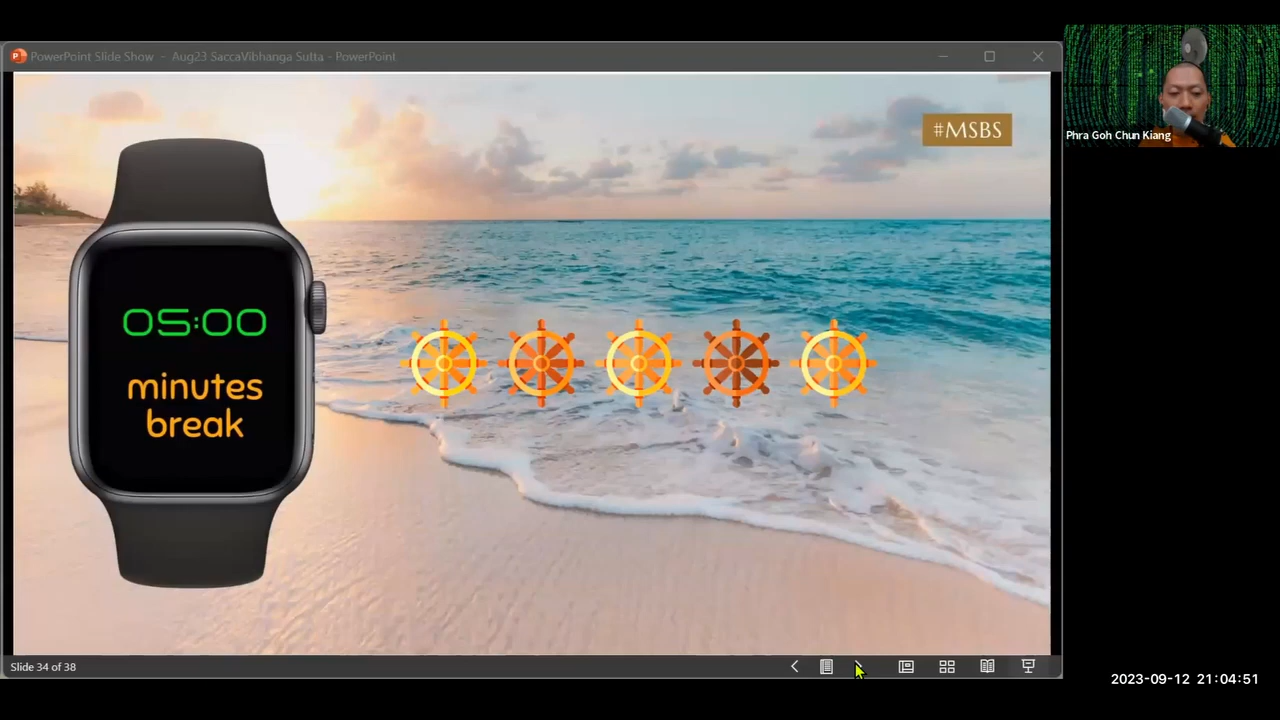 PowerPoint Slide Show - Aug23 SaccaVibhanga Sutta - PowerPoint
#MSBS
Phra Goh Chun Kiang
05:00
minutes
break
Slide 34 of 38
2023-09-12 21:04:51